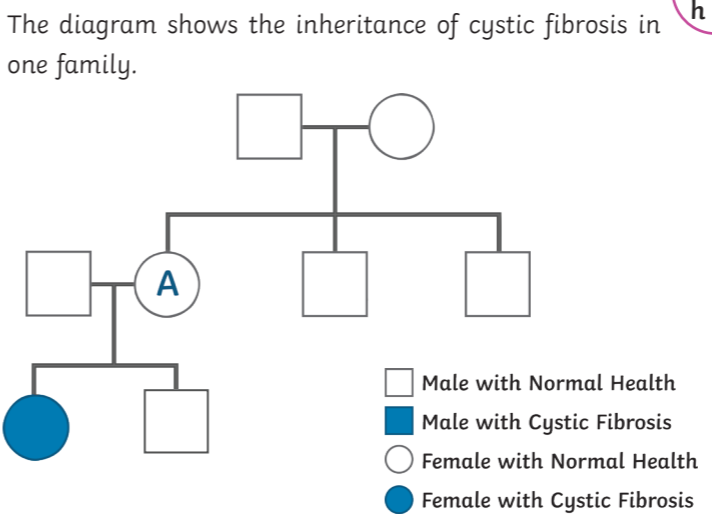 The diagram shows the inheritance of cystic fibrosis in
one family.
h
A
Male with Normal Health
Male with Cystic Fibrosis
Female with Normal Health
Female with Cystic Fibrosis